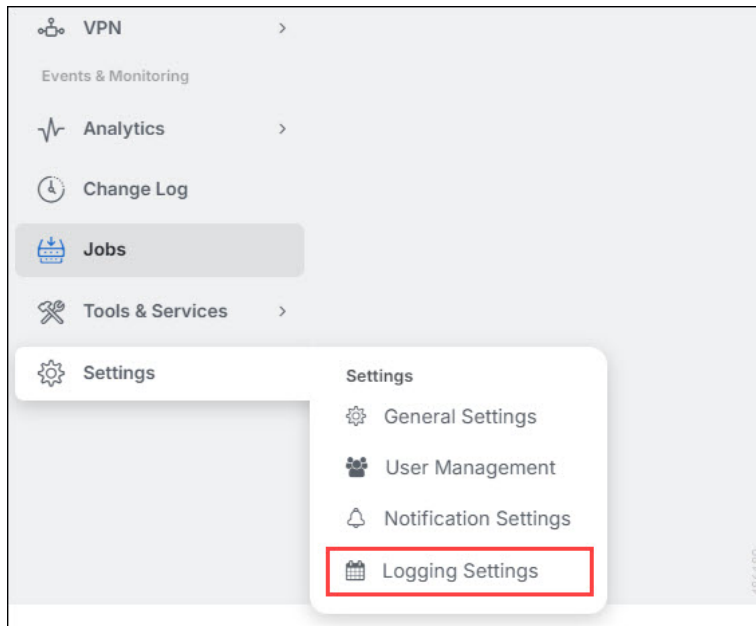 VPN
Events & Monitoring
Analytics
Change Log
Jobs
Tools & Services
Settings
Settings
General Settings
User Management
Notification Settings
Logging Settings